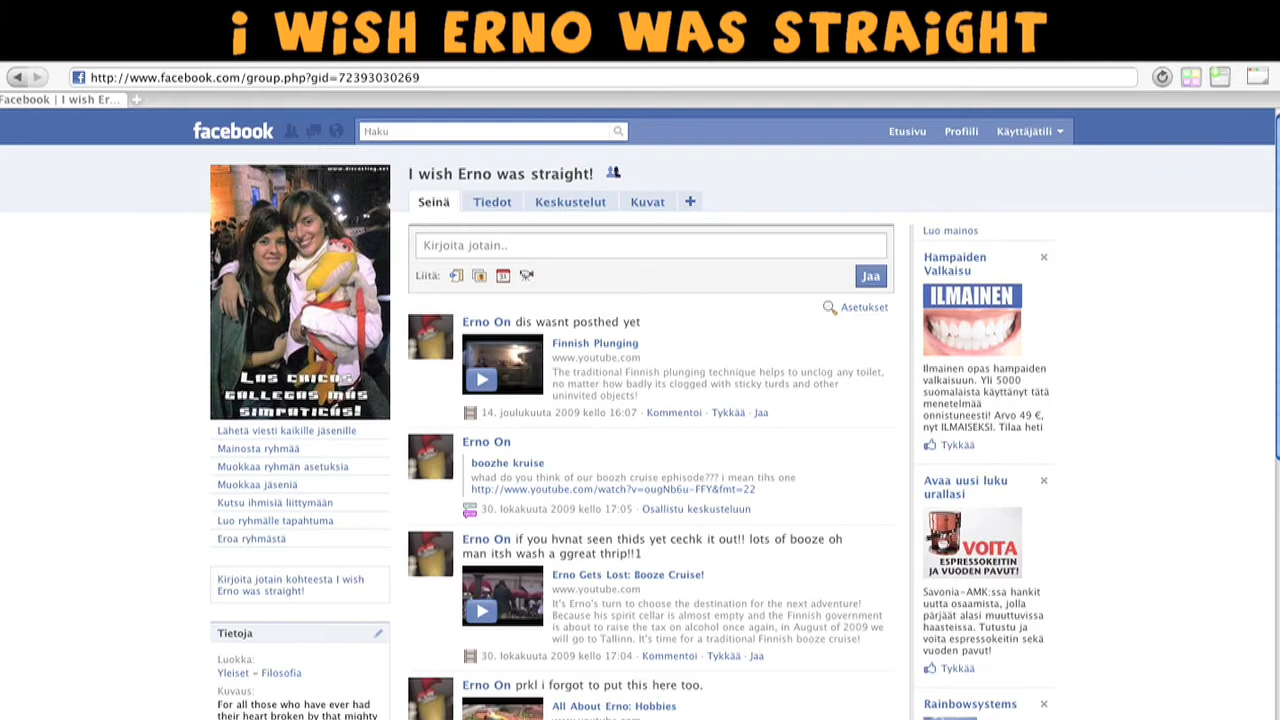 I WISH ERNO WAS STRAIGHT
http://www.facebook.com/group.php?gid=72393030269
Facebook | I wish Er...
facebook
Haku
Etusivu
Profiili
Käyttäjätili
www.discasting.net
Las chicas
gallegas mas
simpaticas!
Lähetä viesti kaikille jäsenille
Mainosta ryhmää
Muokkaa ryhmän asetuksia
Muokkaa jäseniä
Kutsu ihmisiä liittymään
Luo ryhmälle tapahtuma
Eroa ryhmästä
Kirjoita jotain kohteesta I wish
Erno was straight!
Tietoja
Luokka:
Yleiset - Filosofia
Kuvaus:
For all those who have ever had
their heart broken by that mighty
I wish Erno was straight!
Seinä
Tiedot
Keskustelut
Kuvat
+
Kirjoita jotain..
Liitä:
31
Jaa
Asetukset
Erno On dis wasnt posthed yet
Finnish Plunging
www.youtube.com
The traditional Finnish plunging technique helps to unclog any toilet,
no matter how badly its clogged with sticky turds and other
uninvited objects!
14. joulukuuta 2009 kello 16:07 · Kommentoi · Tykkää · Jaa
Erno On
boozhe kruise
whad do you think of our boozh cruise ephisode??? i mean tihs one
http://www.youtube.com/watch?v=ougNb6u-FFY&fmt=22
30. lokakuuta 2009 kello 17:05 · Osallistu keskusteluun
Erno On if you hvnat seen thids yet cechk it out!! lots of booze oh
man itsh wash a ggreat thrip!!1
Erno Gets Lost: Booze Cruise!
www.youtube.com
It's Erno's turn to choose the destination for the next adventure!
Because his spirit cellar is almost empty and the Finnish government
is about to raise the tax on alcohol once again, in August of 2009 we
will go to Tallinn. It's time for a traditional Finnish booze cruise!
30. lokakuuta 2009 kello 17:04 · Kommentoi · Tykkää · Jaa
Erno On prkl i forgot to put this here too.
All About Erno: Hobbies
www.youtube.com
Luo mainos
Hampaiden
Valkaisu
ILMAINEN
Ilmainen opas hampaiden
valkaisuun. Yli 5000
suomalaista käyttänyt tätä
menetelmää
onnistuneesti! Arvo 49 €,
nyt ILMAISEKSI. Tilaa heti
Tykkää
Avaa uusi luku
urallasi
VOITA
ESPRESSOKEITIN
JA VUODEN PAVUT!
Savonia-AMK:ssa hankit
uutta osaamista, jolla
pärjäät alasi muuttuvissa
haasteissa. Tutustu ja
voita espressokeitin sekä
vuoden pavut!
Tykkää
Rainbowsystems